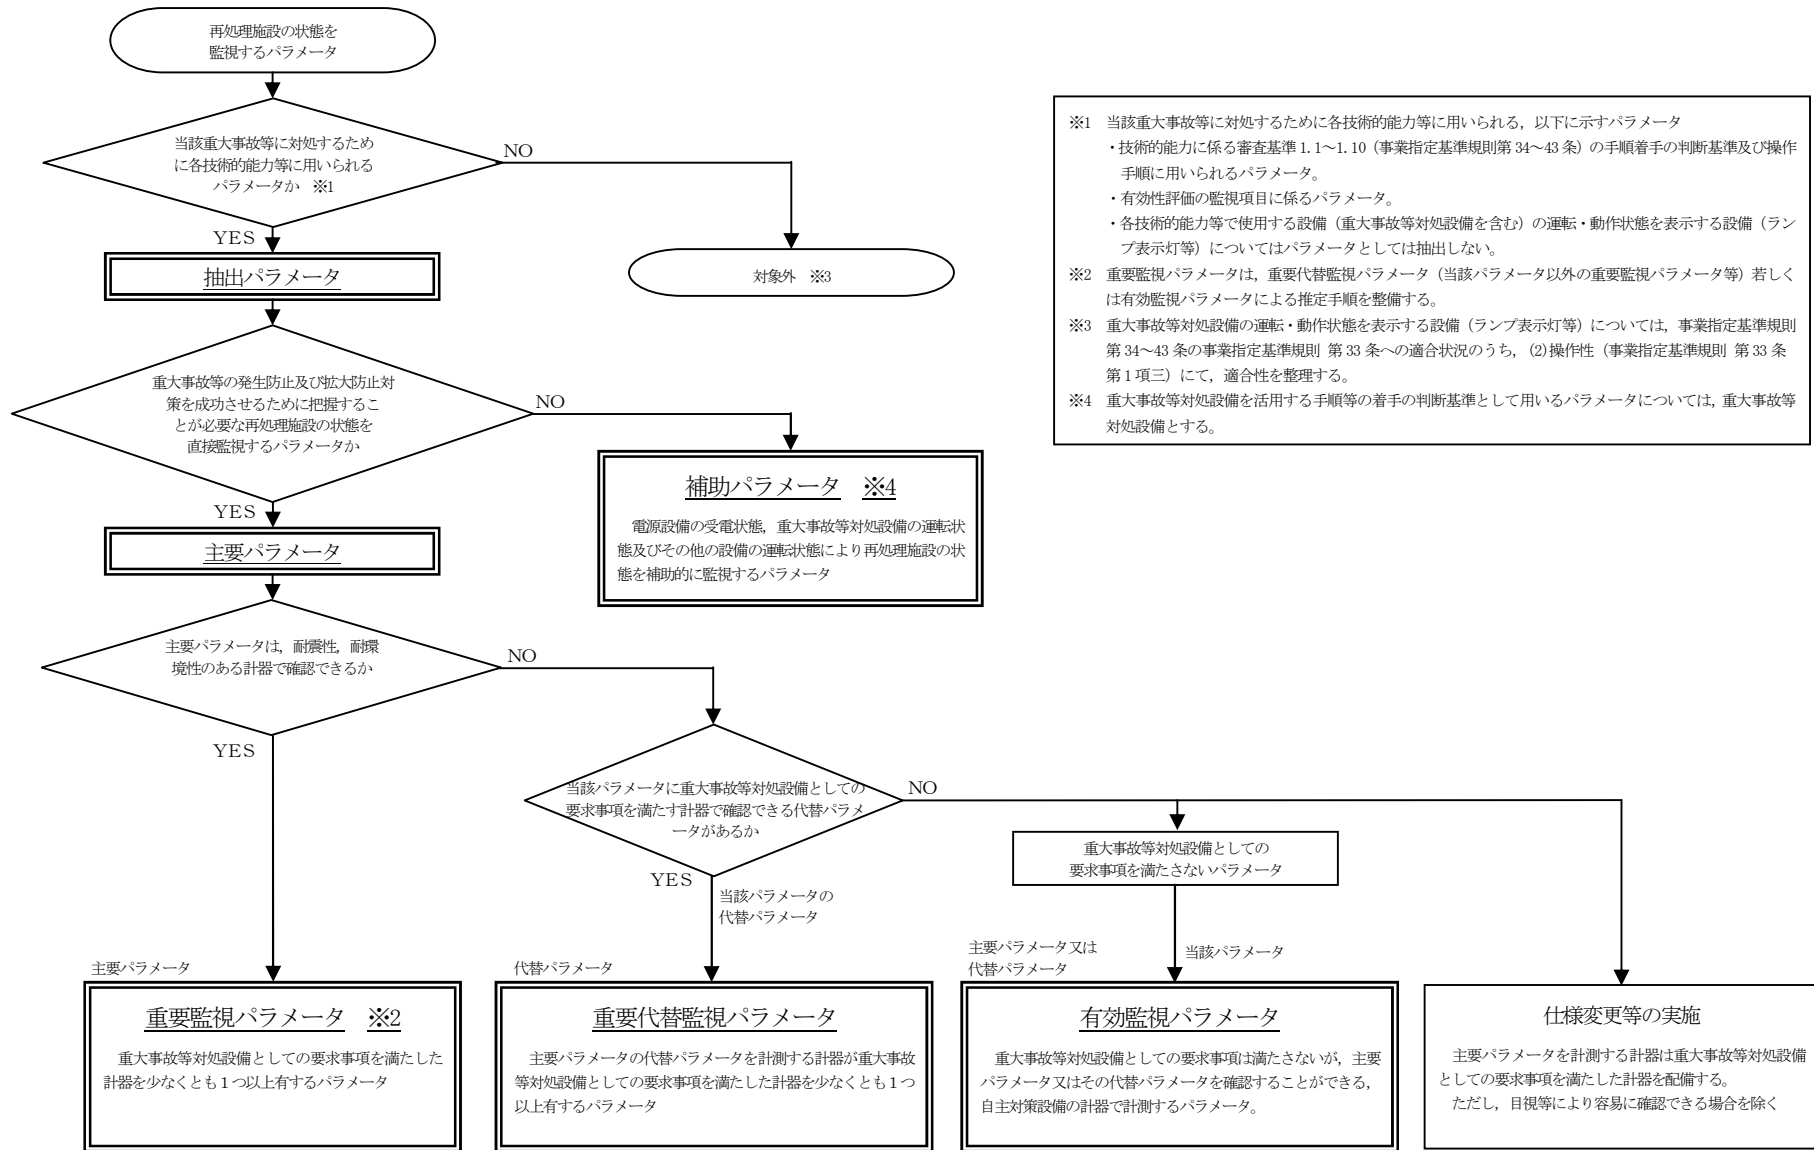 再処理施設の状態を
監視するパラメータ
当該重大事故等に対処するため
に各技術的能力等に用いられる
パラメータか　※1
NO
YES
対象外　※3
抽出パラメータ
重大事故等の発生防止及び拡大防止対
策を成功させるために把握するこ
とが必要な再処理施設の状態を
直接監視するパラメータか
NO
YES
補助パラメータ　※4
電源設備の受電状態，重大事故等対処設備の運転状
態及びその他の設備の運転状態により再処理施設の状
態を補助的に監視するパラメータ
主要パラメータ
主要パラメータは，耐震性，耐環
境性のある計器で確認できるか
NO
YES
当該パラメータに重大事故等対処設備としての
要求事項を満たす計器で確認できる代替パラメ
ータがあるか
NO
YES
当該パラメータの
代替パラメータ
重大事故等対処設備としての
要求事項を満たさないパラメータ
主要パラメータ又は
代替パラメータ
当該パラメータ
主要パラメータ
重要監視パラメータ　※2
重大事故等対処設備としての要求事項を満たした
計器を少なくとも１つ以上有するパラメータ
代替パラメータ
重要代替監視パラメータ
主要パラメータの代替パラメータを計測する計器が重大事故
等対処設備としての要求事項を満たした計器を少なくとも１つ
以上有するパラメータ
有効監視パラメータ
重大事故等対処設備としての要求事項は満たさないが，主要
パラメータ又はその代替パラメータを確認することができる，
自主対策設備の計器で計測するパラメータ。
仕様変更等の実施
主要パラメータを計測する計器は重大事故等対処設備
としての要求事項を満たした計器を配備する。
ただし，目視等により容易に確認できる場合を除く
※1　当該重大事故等に対処するために各技術的能力等に用いられる，以下に示すパラメータ
・技術的能力に係る審査基準 1.1～1.10（事業指定基準規則第 34～43 条）の手順着手の判断基準及び操作
手順に用いられるパラメータ。
・有効性評価の監視項目に係るパラメータ。
・各技術的能力等で使用する設備（重大事故等対処設備を含む）の運転・動作状態を表示する設備（ラン
プ表示灯等）についてはパラメータとしては抽出しない。
※2　重要監視パラメータは，重要代替監視パラメータ（当該パラメータ以外の重要監視パラメータ等）若しく
は有効監視パラメータによる推定手順を整備する。
※3　重大事故等対処設備の運転・動作状態を表示する設備（ランプ表示灯等）については，事業指定基準規則
第 34～43 条の事業指定基準規則 第 33 条への適合状況のうち，(2)操作性（事業指定基準規則 第 33 条
第１項三）にて，適合性を整理する。
※4　重大事故等対処設備を活用する手順等の着手の判断基準として用いるパラメータについては，重大事故等
対処設備とする。